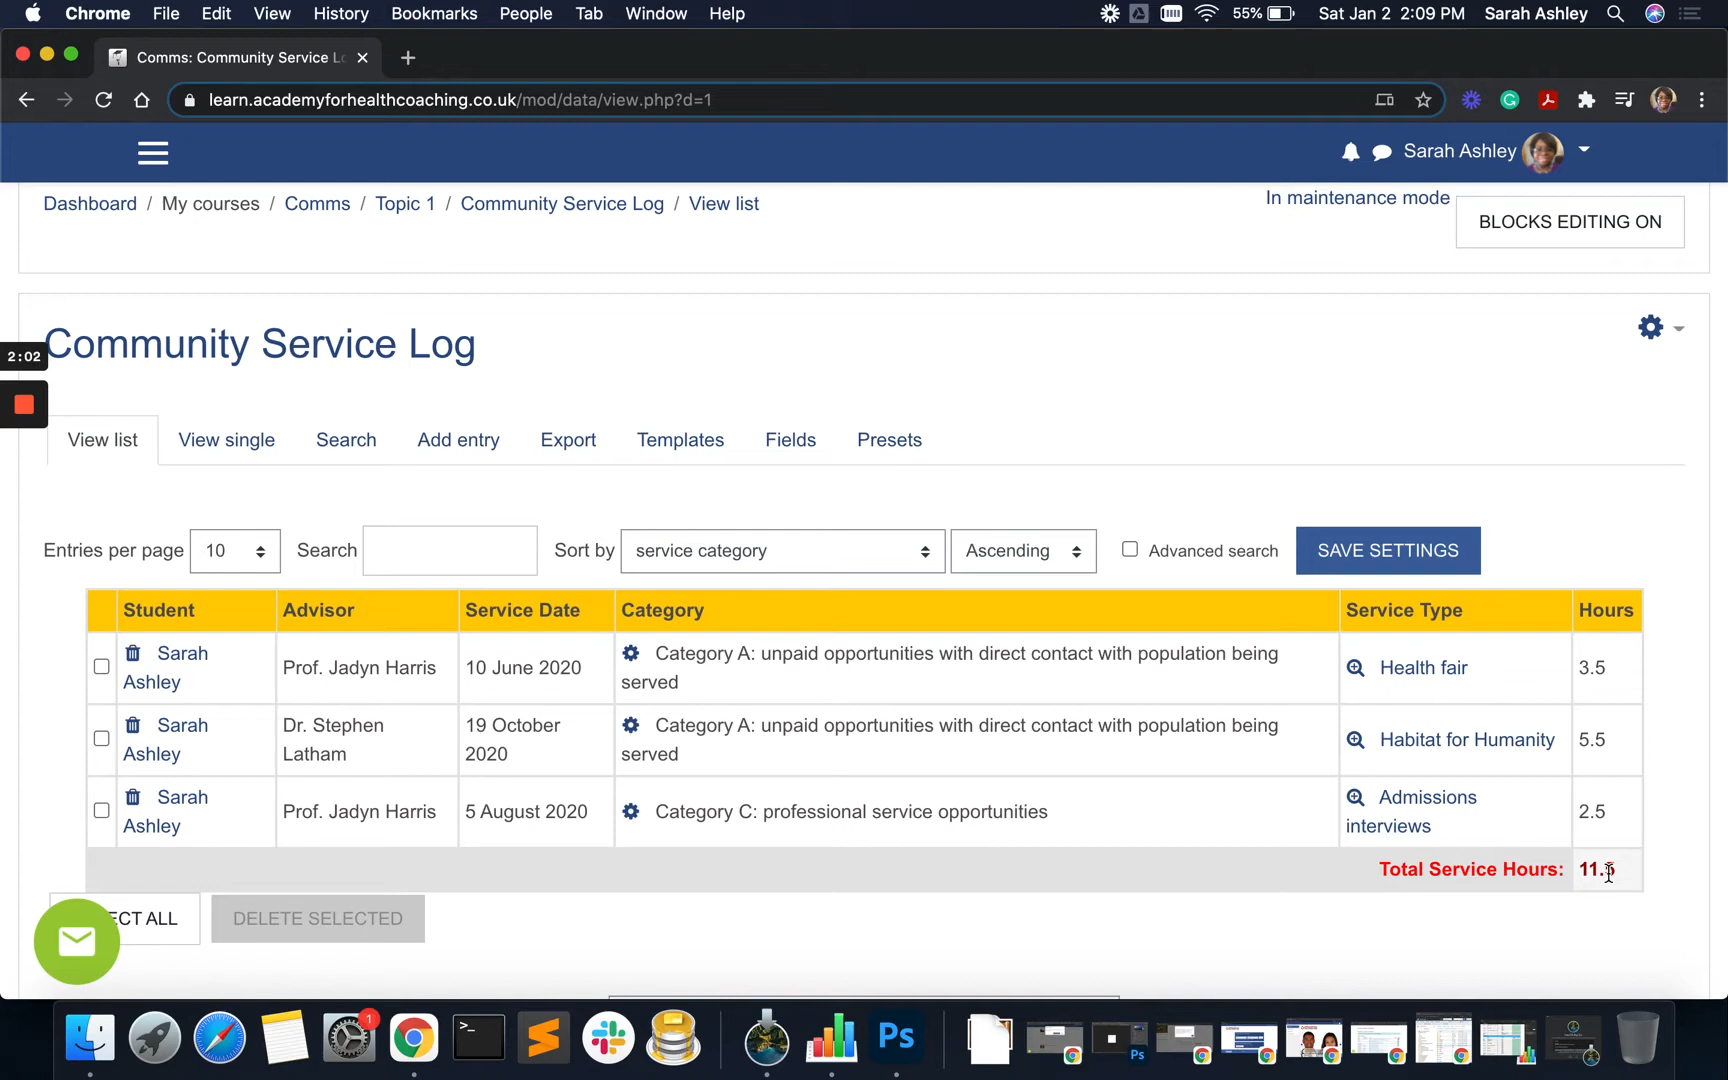 Chrome File Edit View History Bookmarks People Tab Window Help 55% Sat Jan 2 2:09 PM Sarah Ashley
Comms: Community Service Lo
learn.academyforhealthcoaching.co.uk/mod/data/view.php?d=1
Sarah Ashley
Dashboard / My courses / Comms / Topic 1 / Community Service Log / View list
In maintenance mode
BLOCKS EDITING ON
Community Service Log
2:02
View list View single Search Add entry Export Templates Fields Presets
Entries per page 10 Search Sort by service category Ascending Advanced search SAVE SETTINGS
Student Advisor Service Date Category Service Type Hours
Sarah Ashley Prof. Jadyn Harris 10 June 2020 Category A: unpaid opportunities with direct contact with population being served Health fair 3.5
Sarah Ashley Dr. Stephen Latham 19 October 2020 Category A: unpaid opportunities with direct contact with population being served Habitat for Humanity 5.5
Sarah Ashley Prof. Jadyn Harris 5 August 2020 Category C: professional service opportunities Admissions interviews 2.5
Total Service Hours: 11.5
ECT ALL DELETE SELECTED
1
Ps
Ps